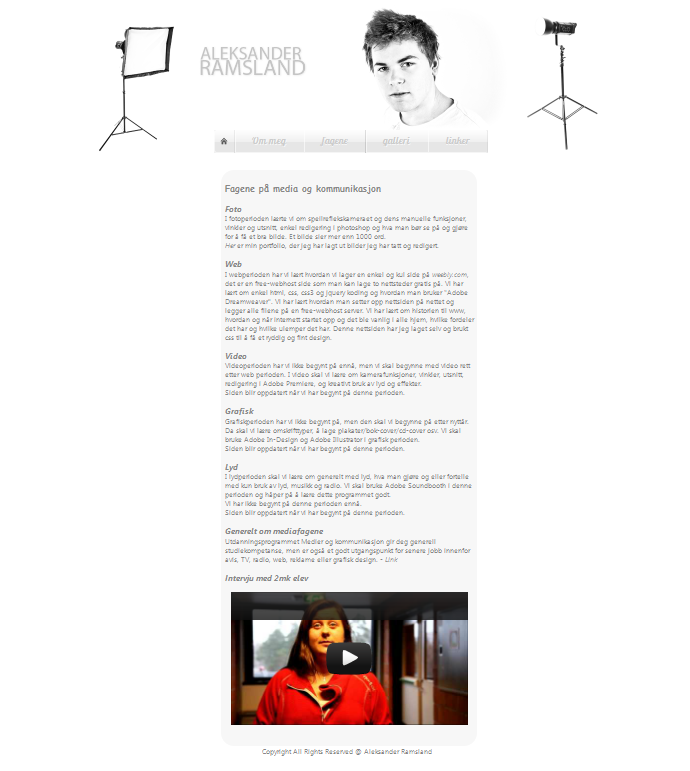 ALEKSANDER
RAMSLAND
Om meg
fagene
galleri
linker
Fagene på media og kommunikasjon
Foto
I fotoperioden lærte vi om speilreflekskameraet og dens manuelle funksjoner,
vinkler og utsnitt, enkel redigering i photoshop og hva man bør se på og gjøre
for å få et bra bilde. Et bilde sier mer enn 1000 ord.
Her er min portfolio, der jeg har lagt ut bilder jeg har tatt og redigert.
Web
I webperioden har vi lært hvordan vi lager en enkel og kul side på weebly.com,
det er en free-webhost side som man kan lage to nettsteder gratis på. Vi har
lært om enkel html, css, css3 og jquery koding og hvordan man bruker "Adobe
Dreamweaver". Vi har lært hvordan man setter opp nettsiden på nettet og
legger alle filene på en free-webhost server. Vi har lært om historien til www,
hvordan og når internett startet opp og det ble vanlig i alle hjem, hvilke fordeler
det har og hvilke ulemper det har. Denne nettsiden har jeg laget selv og brukt
css til å få et ryddig og fint design.
Video
Videoperioden har vi ikke begynt på ennå, men vi skal begynne med video rett
etter web perioden. I video skal vi lære om kamerafunksjoner, vinkler, utsnitt,
redigering i Adobe Premiere, og kreativt bruk av lyd og effekter.
Siden blir oppdatert når vi har begynt på denne perioden.
Grafisk
Grafiskperioden har vi ikke begynt på, men den skal vi begynne på etter nyttår.
Da skal vi lære om skrifttyper, å lage plakater/bok-cover/cd-cover osv. Vi skal
bruke Adobe In-Design og Adobe Illustrator i grafisk perioden.
Siden blir oppdatert når vi har begynt på denne perioden.
Lyd
I lydperioden skal vi lære om generelt med lyd, hva man gjøre og eller fortelle
med kun bruk av lyd, musikk og radio. Vi skal bruke Adobe Soundbooth i denne
perioden og håper på å lære dette programmet godt.
Vi har ikke begynt på denne perioden ennå.
Siden blir oppdatert når vi har begynt på denne perioden.
Generelt om mediefagene
Utdanningsprogrammet Medier og kommunikasjon gir deg generell
studiekompetanse, men er også et godt utgangspunkt for senere jobb innenfor
avis, TV, radio, web, reklame eller grafisk design. - Link
Intervju med 2mk elev
Copyright All Rights Reserved @ Aleksander Ramsland